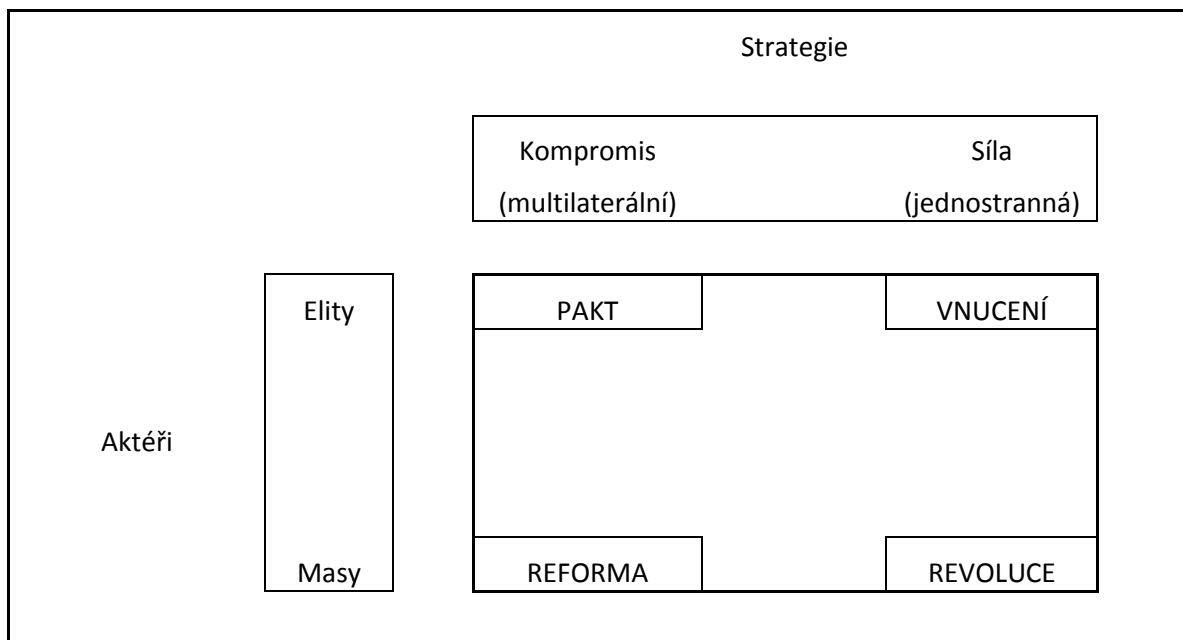 Strategie
Kompromis Síla
(multilaterální) (jednostranná)
Elity PAKT VNUCENÍ
Aktéři
Masy REFORMA REVOLUCE